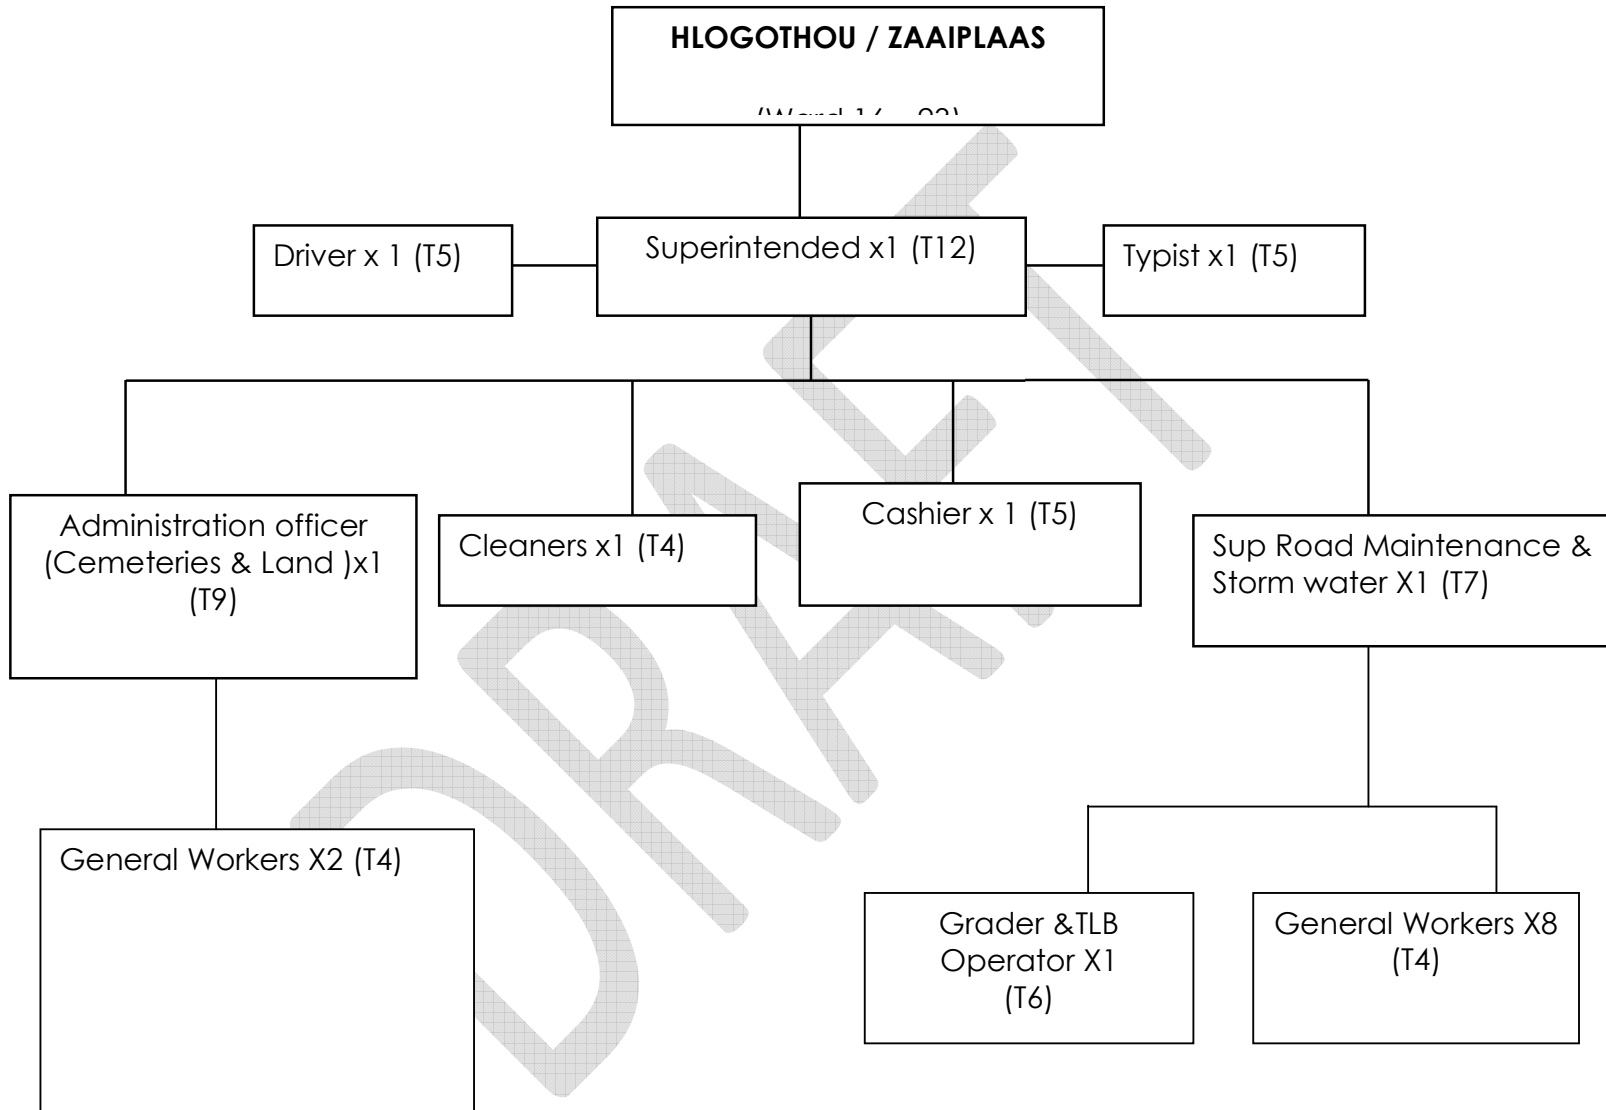 HLOGOTHOU / ZAAIPLAAS
Driver x 1 (T5)
Superintended x1 (T12)
Typist x1 (T5)
Administration officer
(Cemeteries & Land )x1
(T9)
Cleaners x1 (T4)
Cashier x 1 (T5)
Sup Road Maintenance &
Storm water X1 (T7)
General Workers X2 (T4)
Grader &TLB
Operator X1
(T6)
General Workers X8
(T4)
DRAFT